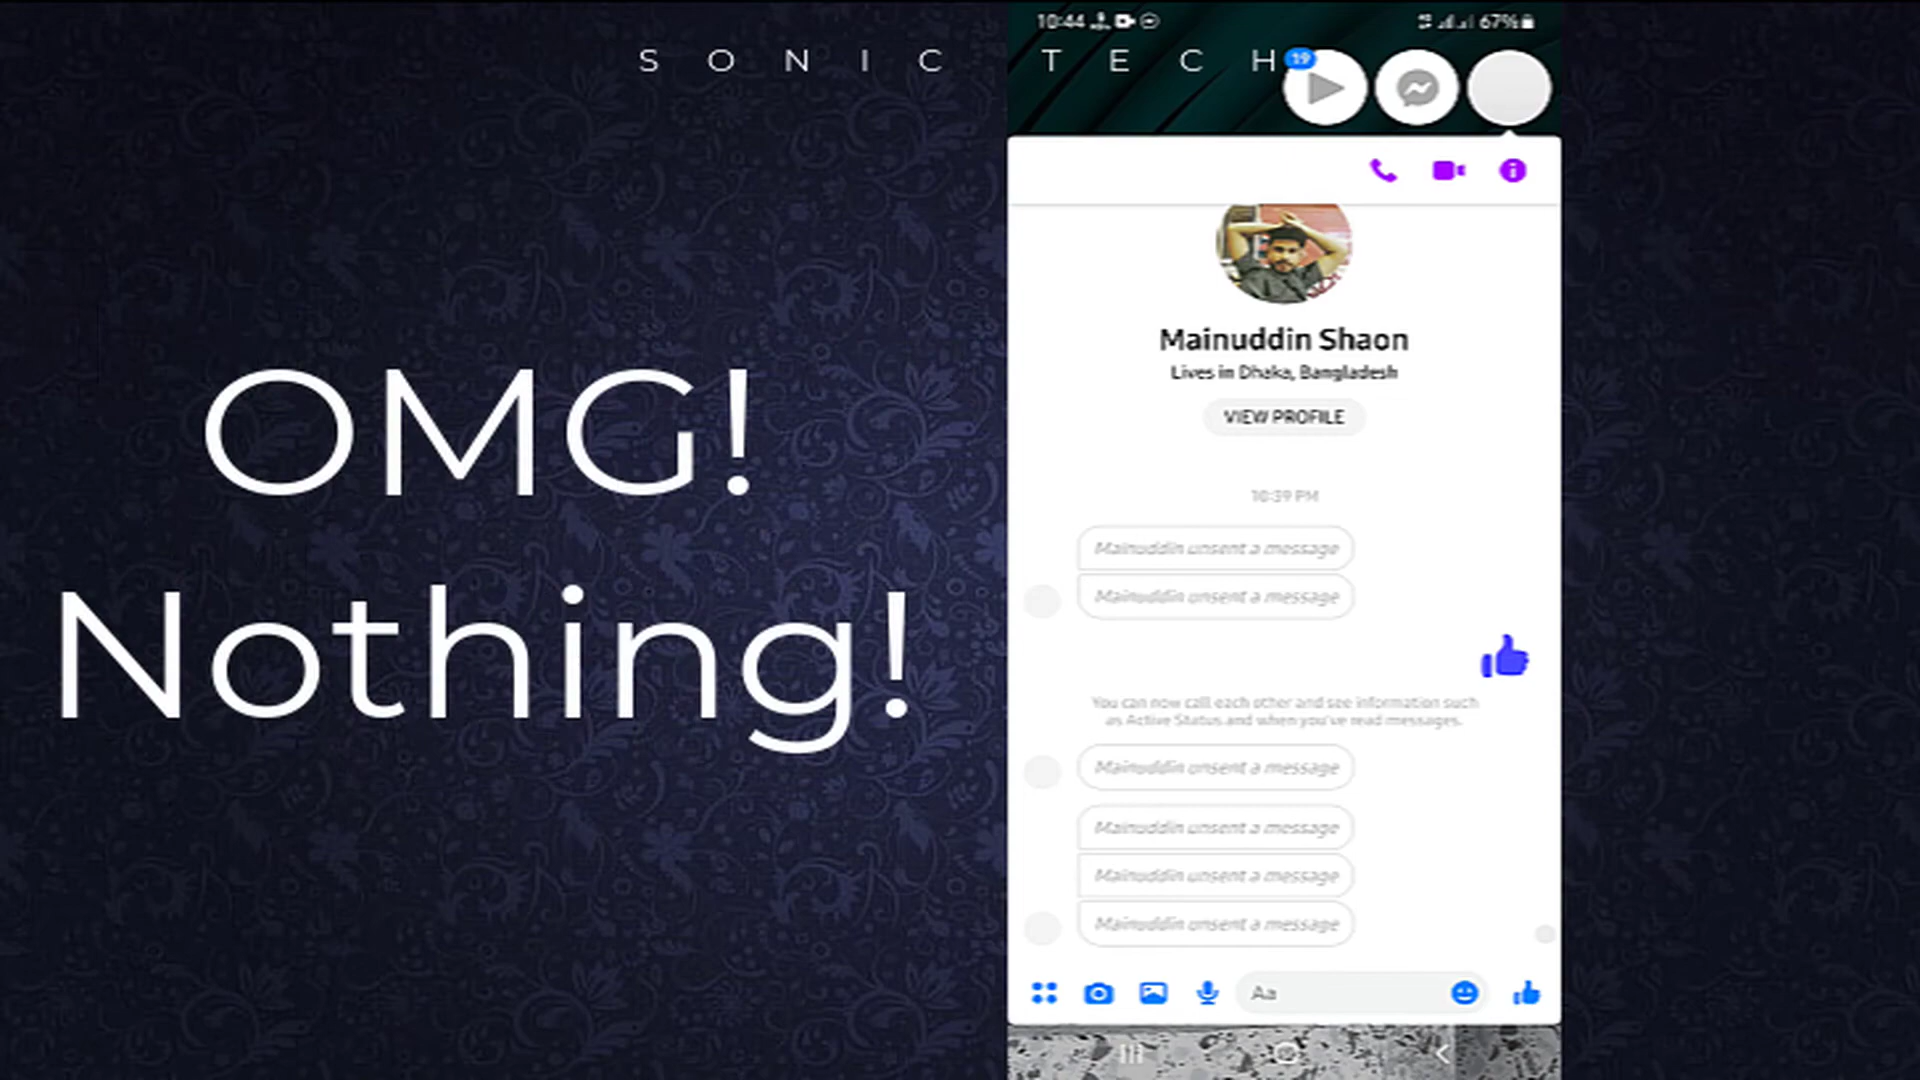 SONIC TECH
OMG!
Nothing!
10:44
67%
19
Mainuddin Shaon
Lives in Dhaka, Bangladesh
VIEW PROFILE
10:39 PM
Mainuddin unsent a message
Mainuddin unsent a message
You can now call each other and see information such
as Active Status and when you've read messages.
Mainuddin unsent a message
Mainuddin unsent a message
Mainuddin unsent a message
Mainuddin unsent a message
Aa